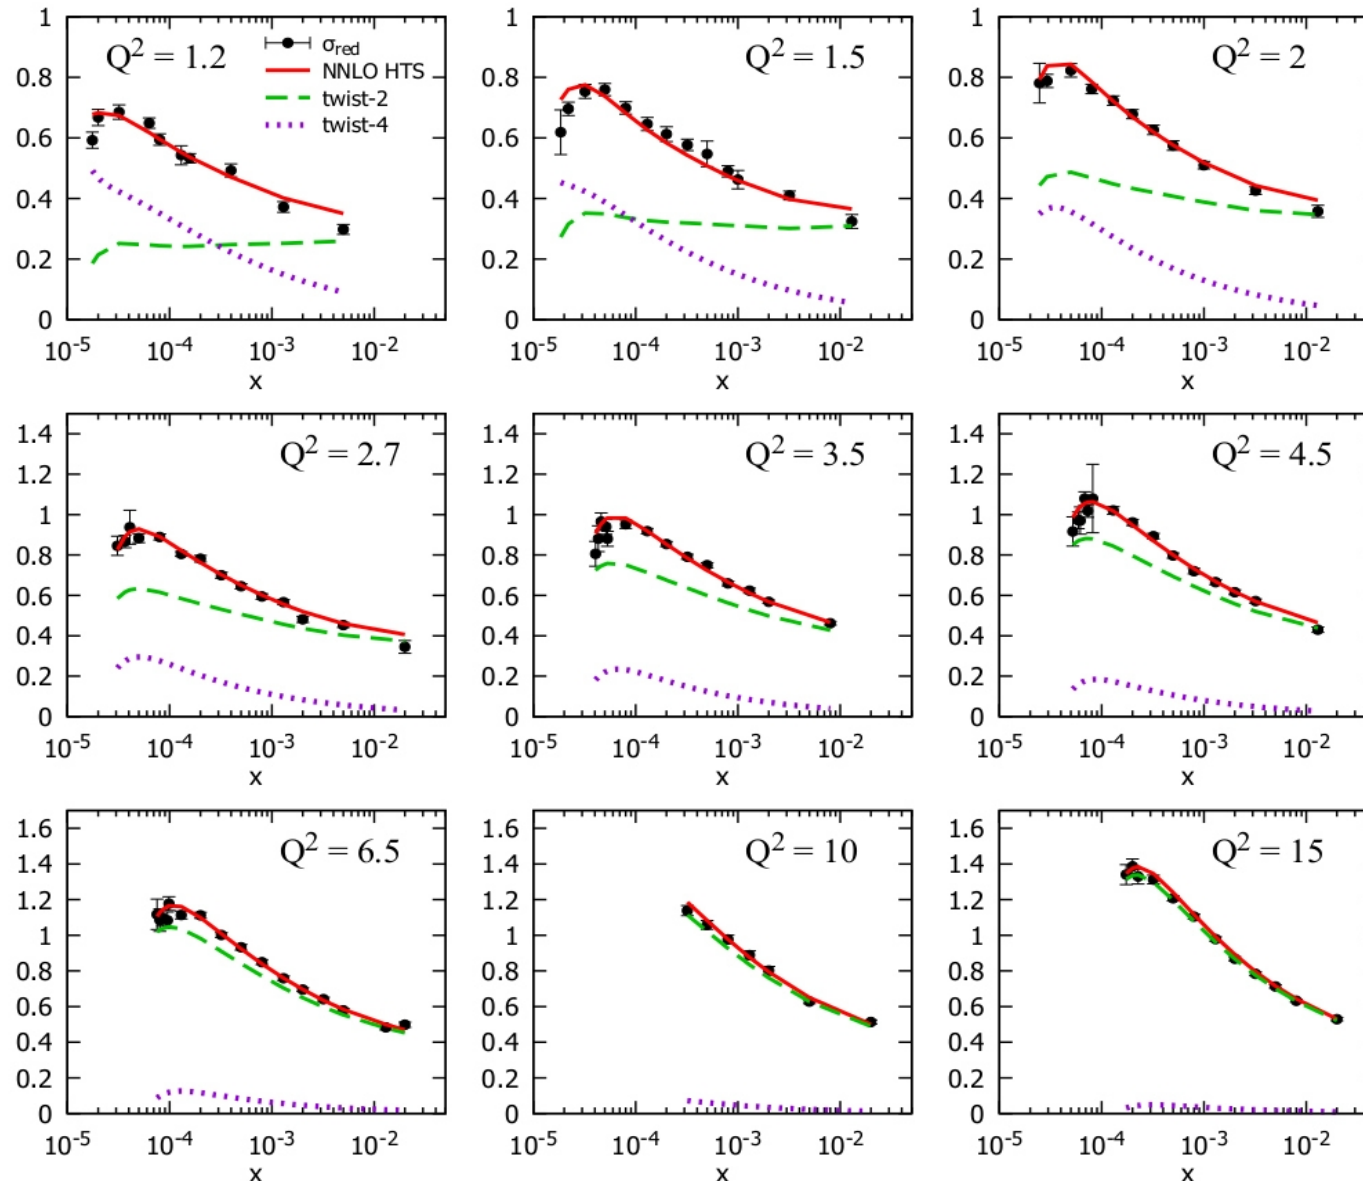 Q² = 1.2
σred
NNLO HTS
twist-2
twist-4
1
0.8
0.6
0.4
0.2
0
10⁻⁵ 10⁻⁴ 10⁻³ 10⁻²
x
Q² = 1.5
1
0.8
0.6
0.4
0.2
0
10⁻⁵ 10⁻⁴ 10⁻³ 10⁻²
x
Q² = 2
1
0.8
0.6
0.4
0.2
0
10⁻⁵ 10⁻⁴ 10⁻³ 10⁻²
x
Q² = 2.7
1.4
1.2
1
0.8
0.6
0.4
0.2
0
10⁻⁵ 10⁻⁴ 10⁻³ 10⁻²
x
Q² = 3.5
1.4
1.2
1
0.8
0.6
0.4
0.2
0
10⁻⁵ 10⁻⁴ 10⁻³ 10⁻²
x
Q² = 4.5
1.4
1.2
1
0.8
0.6
0.4
0.2
0
10⁻⁵ 10⁻⁴ 10⁻³ 10⁻²
x
Q² = 6.5
1.6
1.4
1.2
1
0.8
0.6
0.4
0.2
0
10⁻⁵ 10⁻⁴ 10⁻³ 10⁻²
x
Q² = 10
1.6
1.4
1.2
1
0.8
0.6
0.4
0.2
0
10⁻⁵ 10⁻⁴ 10⁻³ 10⁻²
x
Q² = 15
1.6
1.4
1.2
1
0.8
0.6
0.4
0.2
0
10⁻⁵ 10⁻⁴ 10⁻³ 10⁻²
x